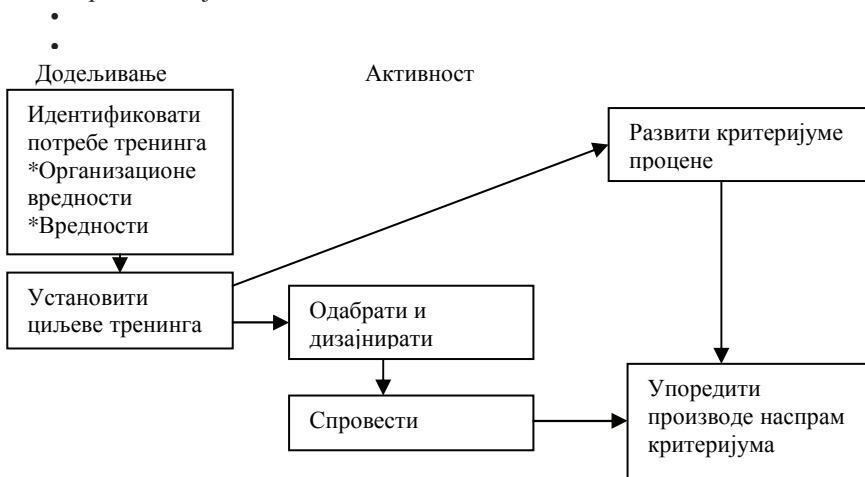 Додељивање
Активност
Идентификовати
потребе тренинга
*Организационе
вредности
*Вредности
Развити критеријуме
процене
Установити
циљеве тренинга
Одабрати и
дизајнирати
Спровести
Упоредити
производе наспрам
критеријума